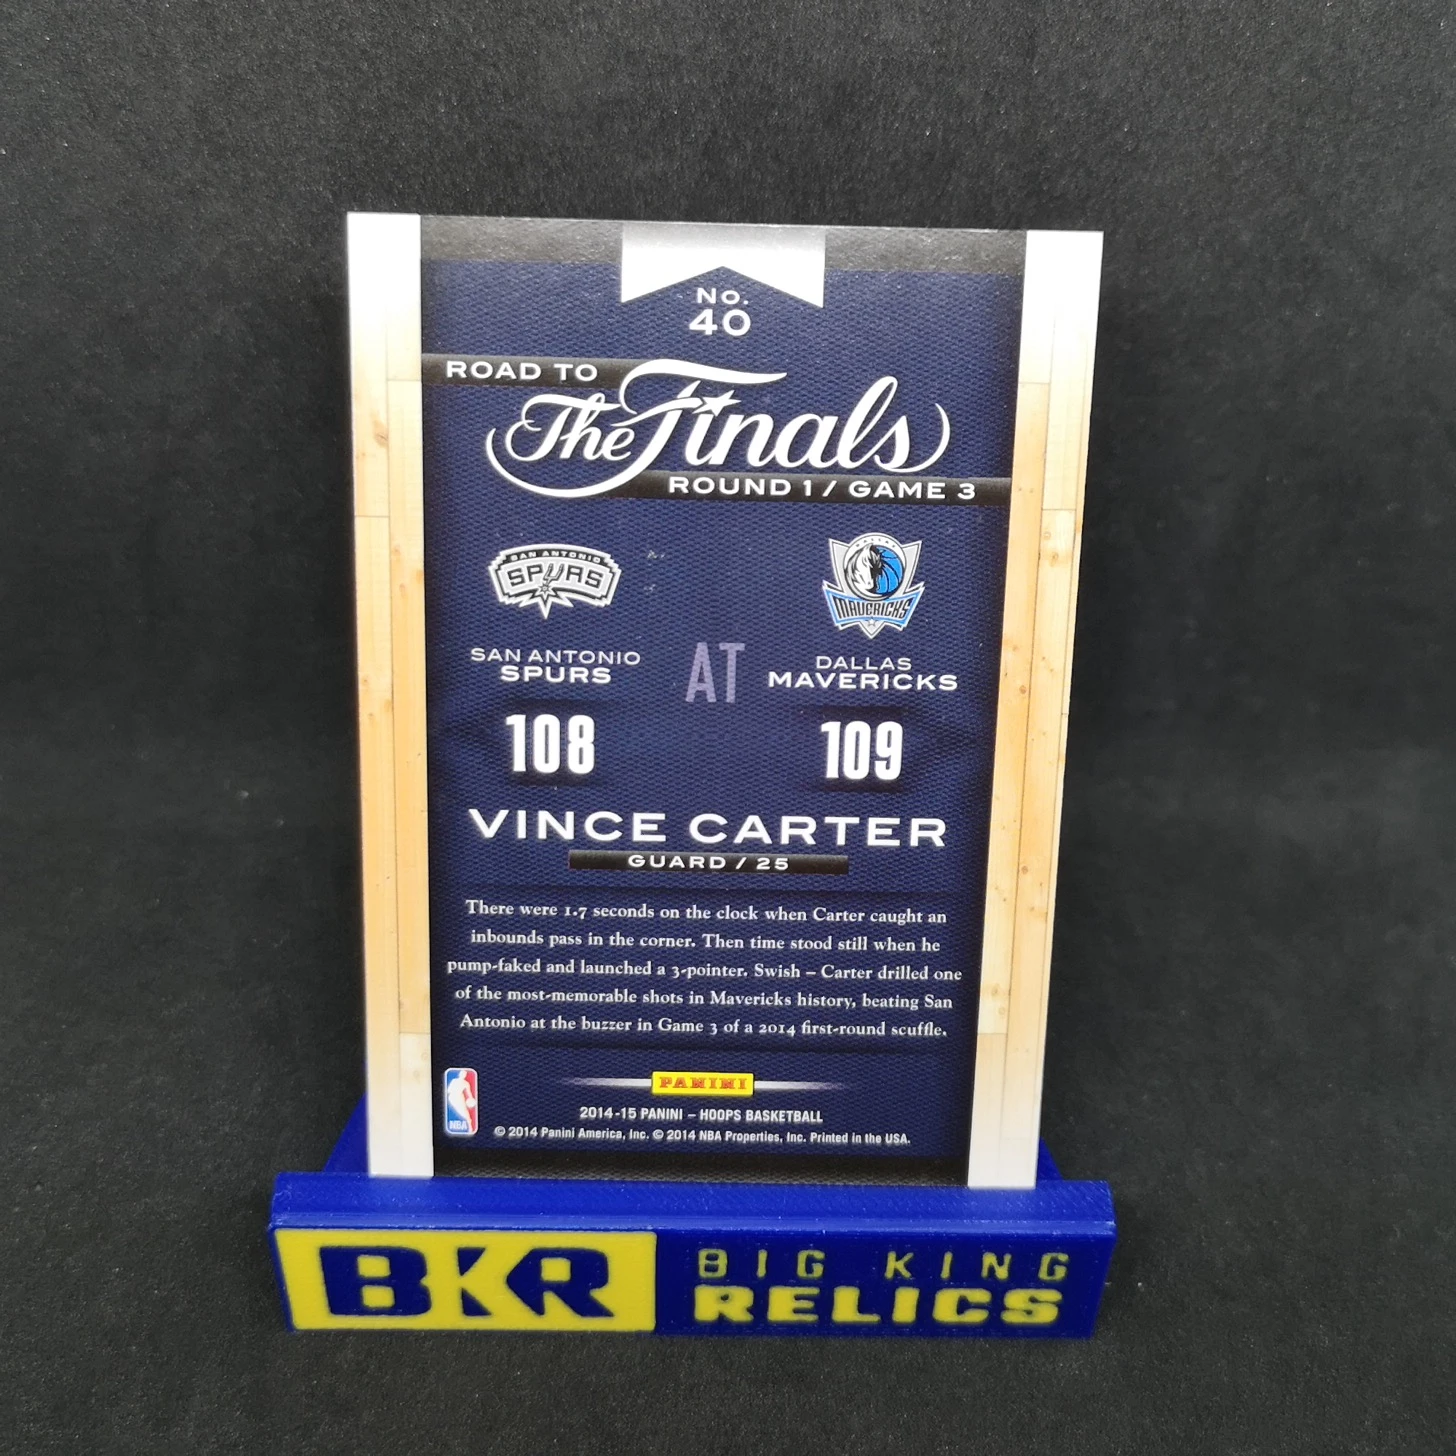 No.
40
ROAD TO
The Finals
ROUND 1 / GAME 3
SAN ANTONIO
SPURS
DALLAS
MAVERICKS
SAN ANTONIO
SPURS
AT
DALLAS
MAVERICKS
108
109
VINCE CARTER
GUARD / 25
There were 1.7 seconds on the clock when Carter caught an
inbounds pass in the corner. Then time stood still when he
pump-faked and launched a 3-pointer. Swish – Carter drilled one
of the most-memorable shots in Mavericks history, beating San
Antonio at the buzzer in Game 3 of a 2014 first-round scuffle.
NBA
PANINI
2014-15 PANINI – HOOPS BASKETBALL
© 2014 Panini America, Inc. © 2014 NBA Properties, Inc. Printed in the USA.
BKR
BIG KING
RELICS